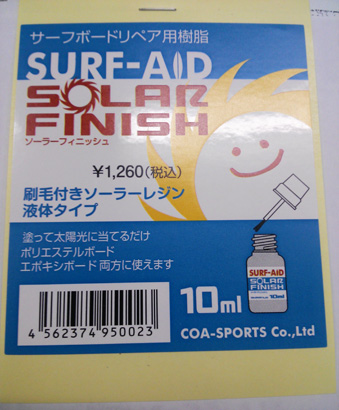 サーフボードリペア用樹脂
SURF-AID
SOLAR
FINISH
ソーラーフィニッシュ
¥1,260(税込)
刷毛付きソーラーレジン
液体タイプ
塗って太陽光に当てるだけ
ポリエステルボード
エポキシボード 両方に使えます
SURF-AID
SOLAR
FINISH
10ml
4 562374 950023
10ml
COA-SPORTS Co.,Ltd